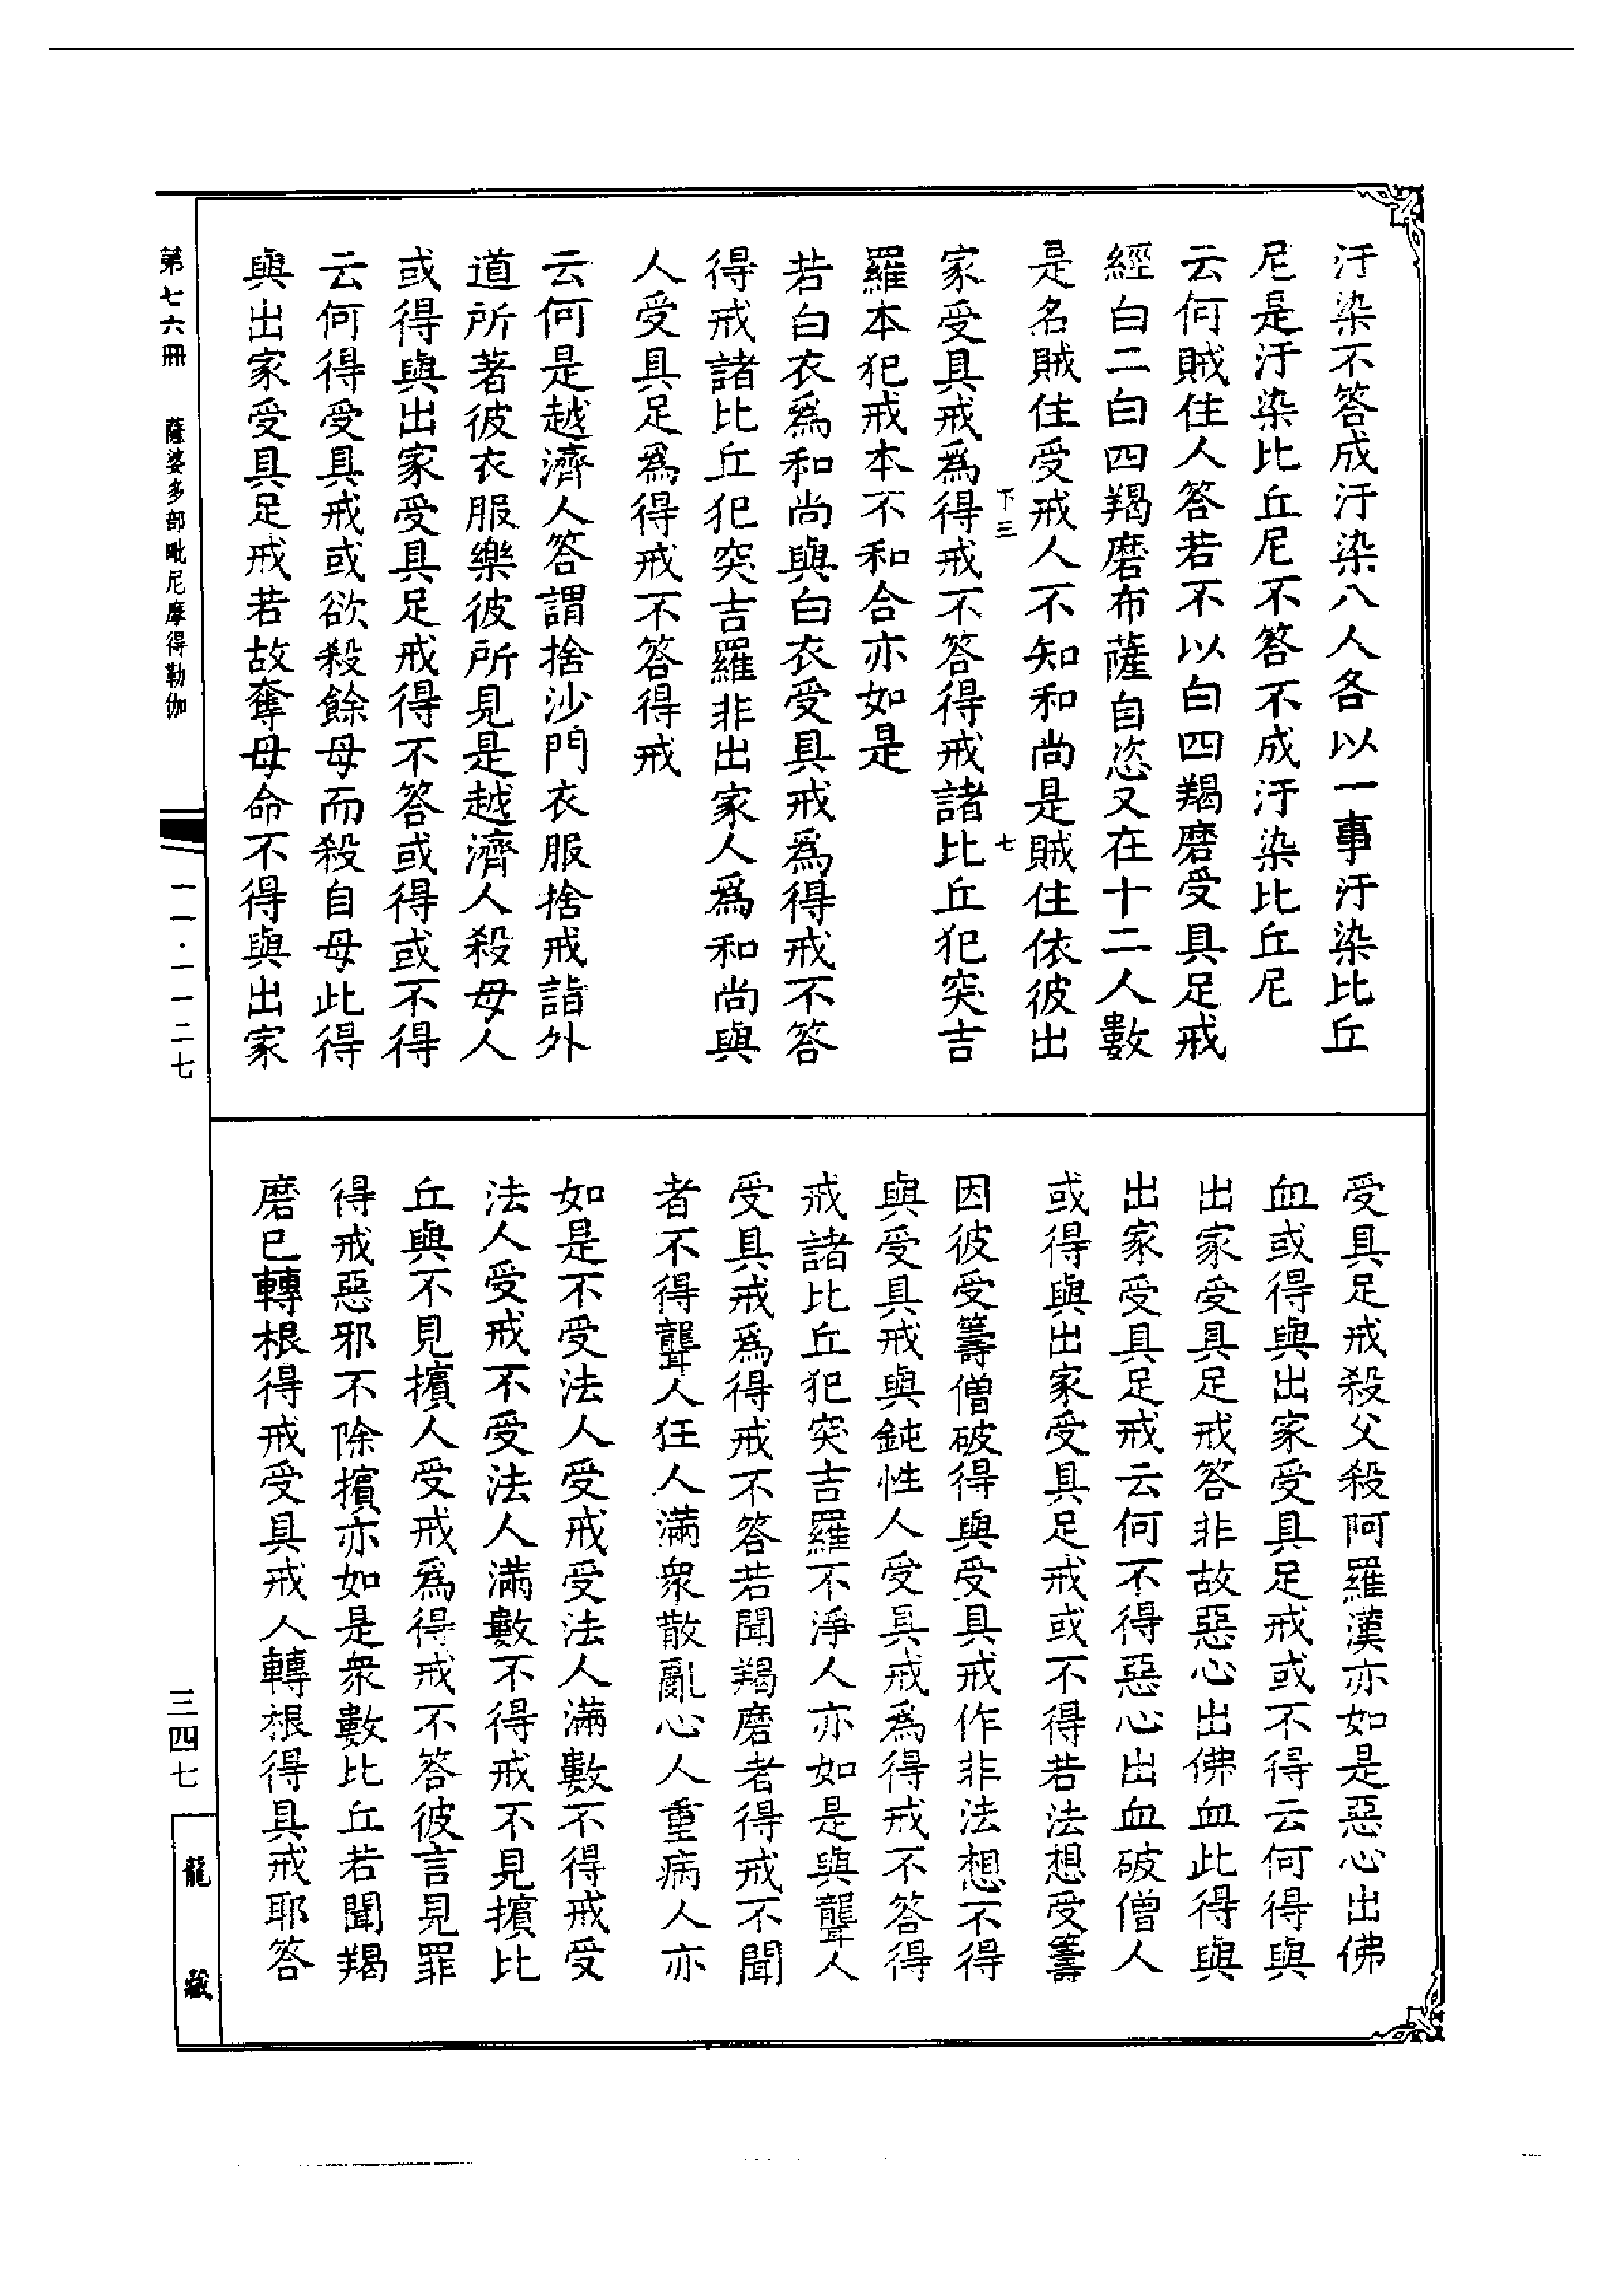 汙染不答成汙染八人各以一事汙染比丘
尼是汙染比丘尼不答不成汙染比丘尼
云何賊住人答若不以白四羯磨受具足戒
經白二白四羯磨布薩自恣又在十二人數
是名賊住受戒人不知和尚是賊住依彼出
下三 七
家受具戒爲得戒不答得戒諸比丘犯突吉
羅本犯戒本不和合亦如是
若白衣爲和尚與白衣受具戒爲得戒不答
得戒諸比丘犯突吉羅非出家人爲和尚與
人受具足爲得戒不答得戒
云何是越濟人答謂捨沙門衣服捨戒詣外
道所著彼衣服樂彼所見是越濟人殺母人
或得與出家受具足戒得不答或得或不得
云何得受具戒或欲殺餘母而殺自母此得
與出家受具足戒若故奪母命不得與出家
受具足戒殺父殺阿羅漢亦如是惡心出佛
血或得與出家受具足戒或不得云何得與
出家受具足戒答非故惡心出佛血此得與
出家受具足戒云何不得惡心出血破僧人
或得與出家受具足戒或不得若法想受籌
因彼受籌僧破得與受具戒作非法想不得
與受具戒與鈍性人受具戒爲得戒不答得
戒諸比丘犯突吉羅不淨人亦如是與聾人
受具戒爲得戒不答若聞羯磨者得戒不聞
者不得聾人狂人滿衆散亂心人重病人亦
如是不受法人受戒受法人滿數不得戒受
法人受戒不受法人滿數不得戒不見擯比
丘與不見擯人受戒爲得戒不答彼言見罪
得戒惡邪不除擯亦如是衆數比丘若聞羯
磨已轉根得戒受具戒人轉根得具戒耶答
第七六冊 薩婆多部毗尼摩得勒伽 一一·一一二七 三四七 龍藏